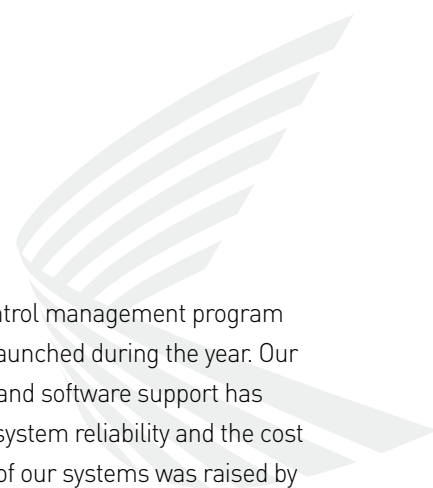 ntrol management program
launched during the year. Our
and software support has
system reliability and the cost
of our systems was raised by